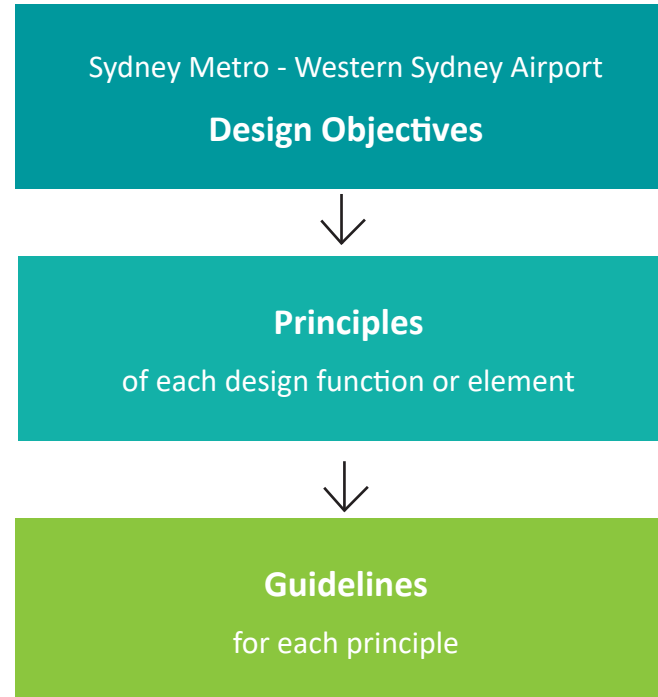 Sydney Metro - Western Sydney Airport
Design Objectives
Principles
of each design function or element
Guidelines
for each principle